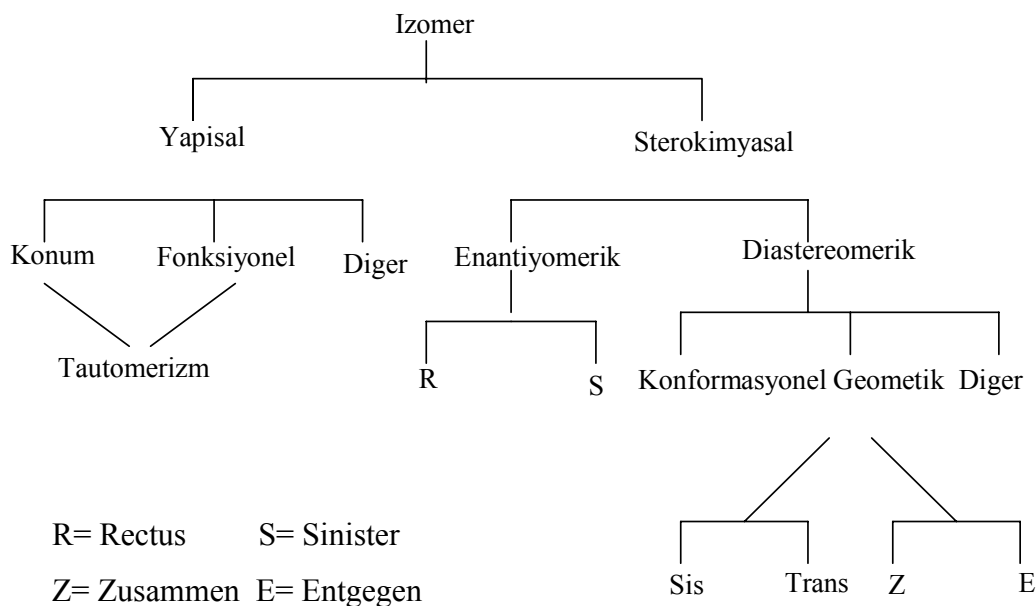 Izomer
Yapisal Sterokimyasal
Konum Fonksiyonel Diger Enantiyomerik Diastereomerik
Tautomerizm R S Konformasyonel Geometik Diger
R= Rectus S= Sinister
Z= Zusammen E= Entgegen
Sis Trans Z E